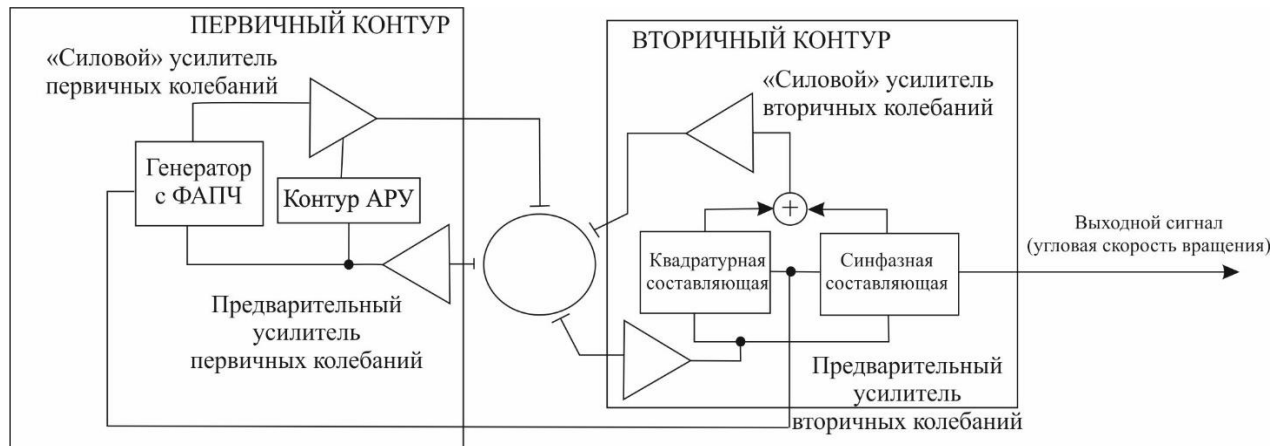 ПЕРВИЧНЫЙ КОНТУР
«Силовой» усилитель
первичных колебаний
Генератор
с ФАПЧ
Контур АРУ
Предварительный
усилитель
первичных колебаний
ВТОРИЧНЫЙ КОНТУР
«Силовой» усилитель
вторичных колебаний
+
Квадратурная
составляющая
Синфазная
составляющая
Предварительный
усилитель
вторичных колебаний
Выходной сигнал
(угловая скорость вращения)